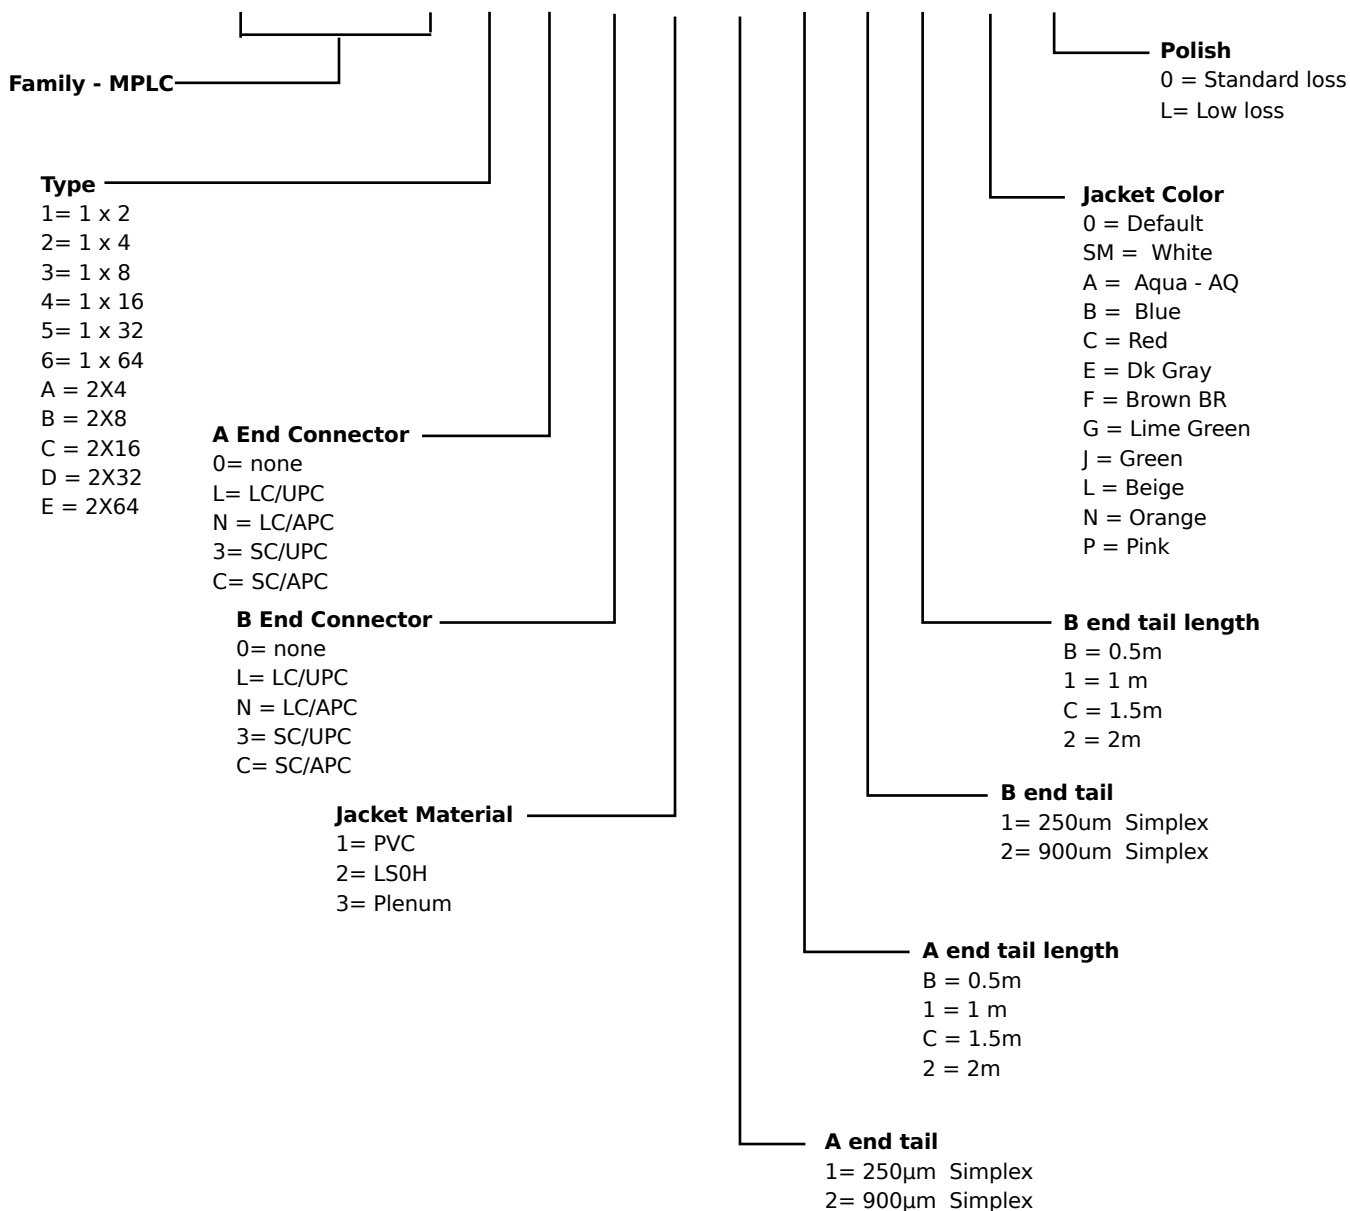 Family - MPLC
Polish
0 = Standard loss
L= Low loss
Type
1= 1 x 2
2= 1 x 4
3= 1 x 8
4= 1 x 16
5= 1 x 32
6= 1 x 64
A = 2X4
B = 2X8
C = 2X16
D = 2X32
E = 2X64
Jacket Color
0 = Default
SM = White
A = Aqua - AQ
B = Blue
C = Red
E = Dk Gray
F = Brown BR
G = Lime Green
J = Green
L = Beige
N = Orange
P = Pink
A End Connector
0= none
L= LC/UPC
N = LC/APC
3= SC/UPC
C= SC/APC
B End Connector
0= none
L= LC/UPC
N = LC/APC
3= SC/UPC
C= SC/APC
B end tail length
B = 0.5m
1 = 1 m
C = 1.5m
2 = 2m
Jacket Material
1= PVC
2= LS0H
3= Plenum
B end tail
1= 250um Simplex
2= 900um Simplex
A end tail length
B = 0.5m
1 = 1 m
C = 1.5m
2 = 2m
A end tail
1= 250µm Simplex
2= 900µm Simplex